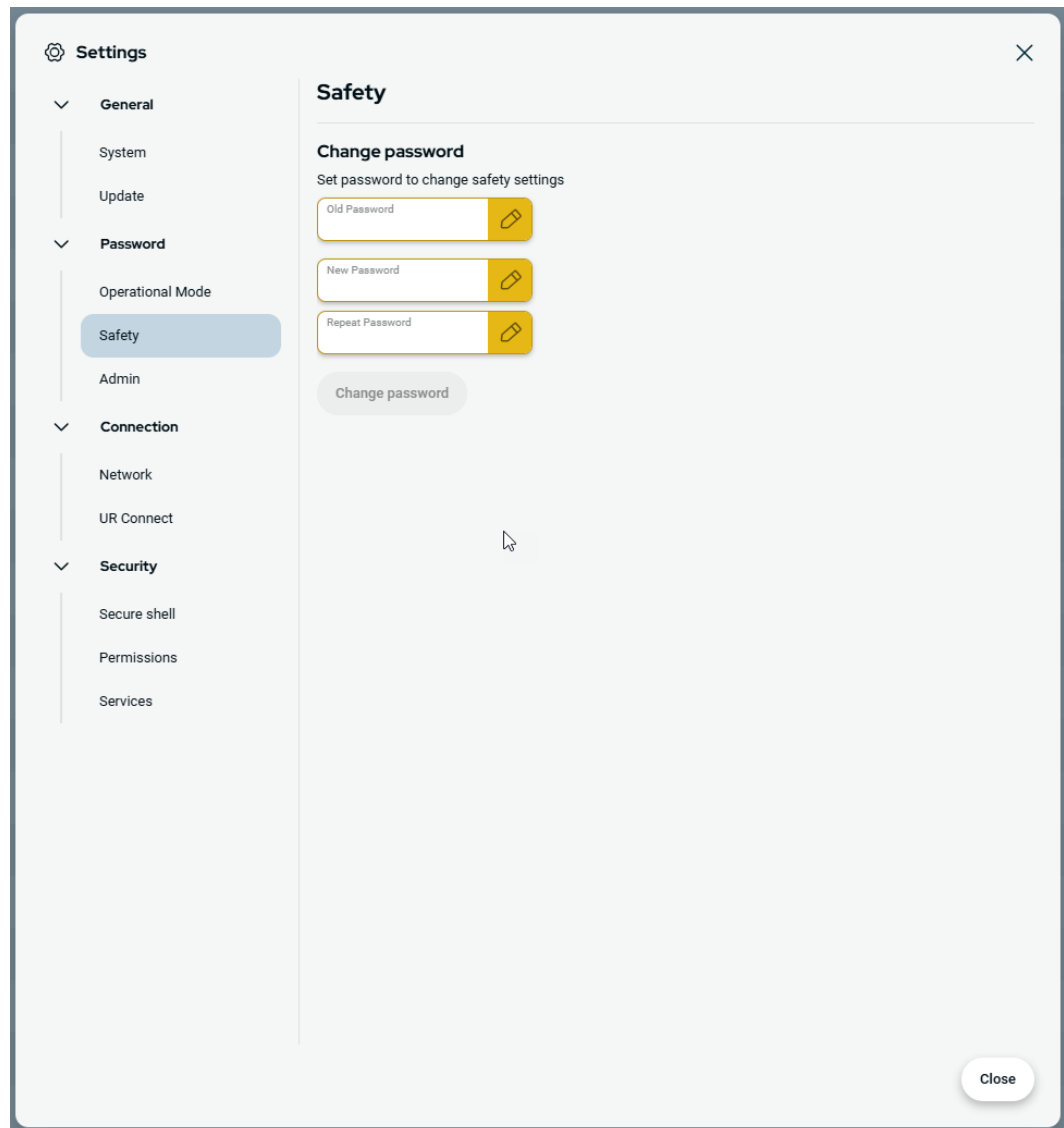 Settings
General
System
Update
Password
Operational Mode
Safety
Admin
Connection
Network
UR Connect
Security
Secure shell
Permissions
Services
Safety
Change password
Set password to change safety settings
Old Password
New Password
Repeat Password
Change password
Close